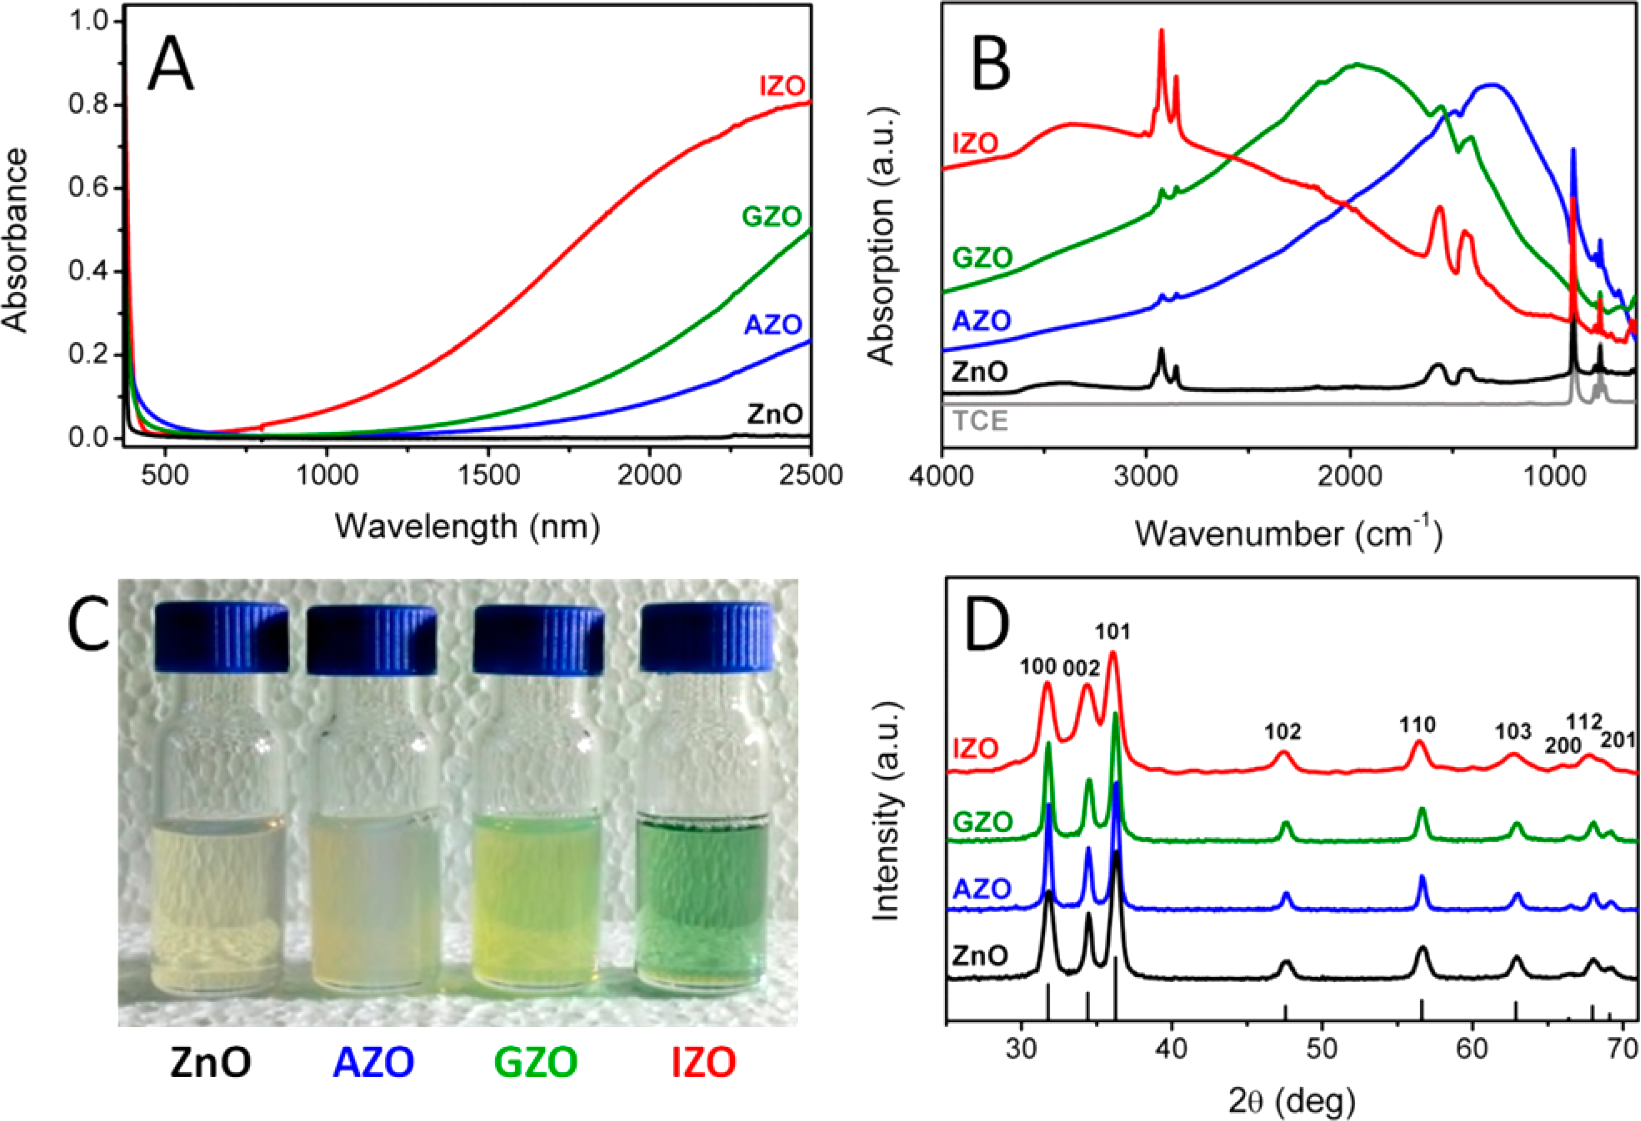 A
1.0
0.8
0.6
0.4
0.2
0.0
Absorbance
IZO
GZO
AZO
ZnO
500
1000
1500
2000
2500
Wavelength (nm)
B
Absorption (a.u.)
IZO
GZO
AZO
ZnO
TCE
4000
3000
2000
1000
Wavenumber (cm⁻¹)
C
ZnO
AZO
GZO
IZO
D
Intensity (a.u.)
100
002
101
102
110
103
200
112
201
IZO
GZO
AZO
ZnO
30
40
50
60
70
2θ (deg)